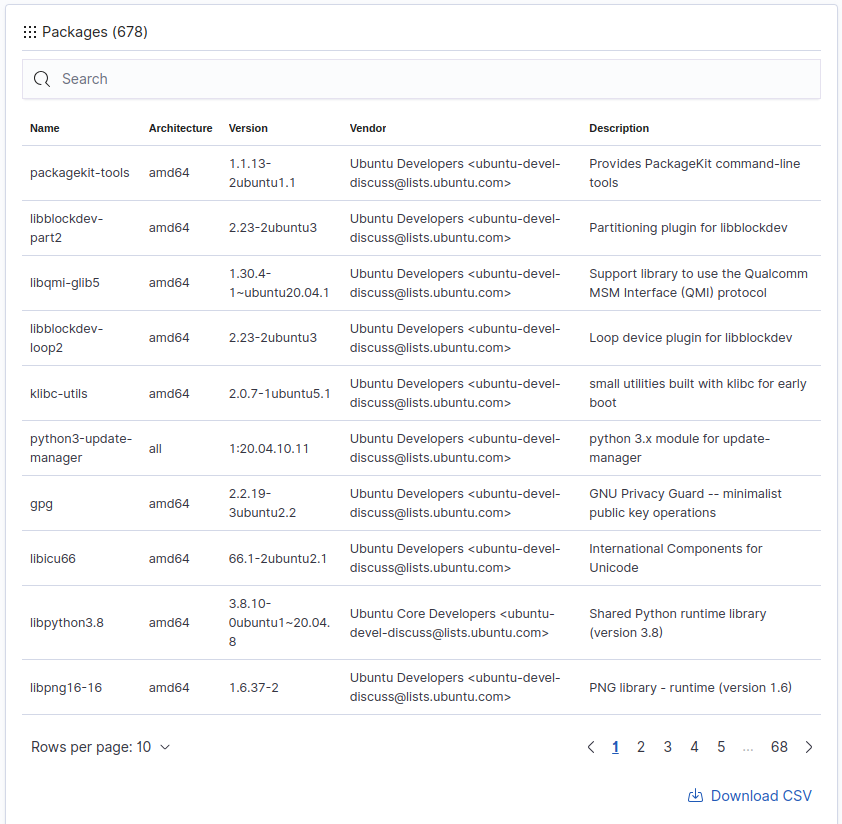 Packages (678)
Search
Name Architecture Version Vendor Description
packagekit-tools amd64 1.1.13-2ubuntu1.1 Ubuntu Developers <ubuntu-devel-discuss@lists.ubuntu.com> Provides PackageKit command-line tools
libblockdev-part2 amd64 2.23-2ubuntu3 Ubuntu Developers <ubuntu-devel-discuss@lists.ubuntu.com> Partitioning plugin for libblockdev
libqmi-glib5 amd64 1.30.4-1~ubuntu20.04.1 Ubuntu Developers <ubuntu-devel-discuss@lists.ubuntu.com> Support library to use the Qualcomm MSM Interface (QMI) protocol
libblockdev-loop2 amd64 2.23-2ubuntu3 Ubuntu Developers <ubuntu-devel-discuss@lists.ubuntu.com> Loop device plugin for libblockdev
klibc-utils amd64 2.0.7-1ubuntu5.1 Ubuntu Developers <ubuntu-devel-discuss@lists.ubuntu.com> small utilities built with klibc for early boot
python3-update-manager all 1:20.04.10.11 Ubuntu Developers <ubuntu-devel-discuss@lists.ubuntu.com> python 3.x module for update-manager
gpg amd64 2.2.19-3ubuntu2.2 Ubuntu Developers <ubuntu-devel-discuss@lists.ubuntu.com> GNU Privacy Guard -- minimalist public key operations
libicu66 amd64 66.1-2ubuntu2.1 Ubuntu Developers <ubuntu-devel-discuss@lists.ubuntu.com> International Components for Unicode
libpython3.8 amd64 3.8.10-0ubuntu1~20.04.8 Ubuntu Core Developers <ubuntu-devel-discuss@lists.ubuntu.com> Shared Python runtime library (version 3.8)
libpng16-16 amd64 1.6.37-2 Ubuntu Developers <ubuntu-devel-discuss@lists.ubuntu.com> PNG library - runtime (version 1.6)
Rows per page: 10 1 2 3 4 5 ... 68
Download CSV